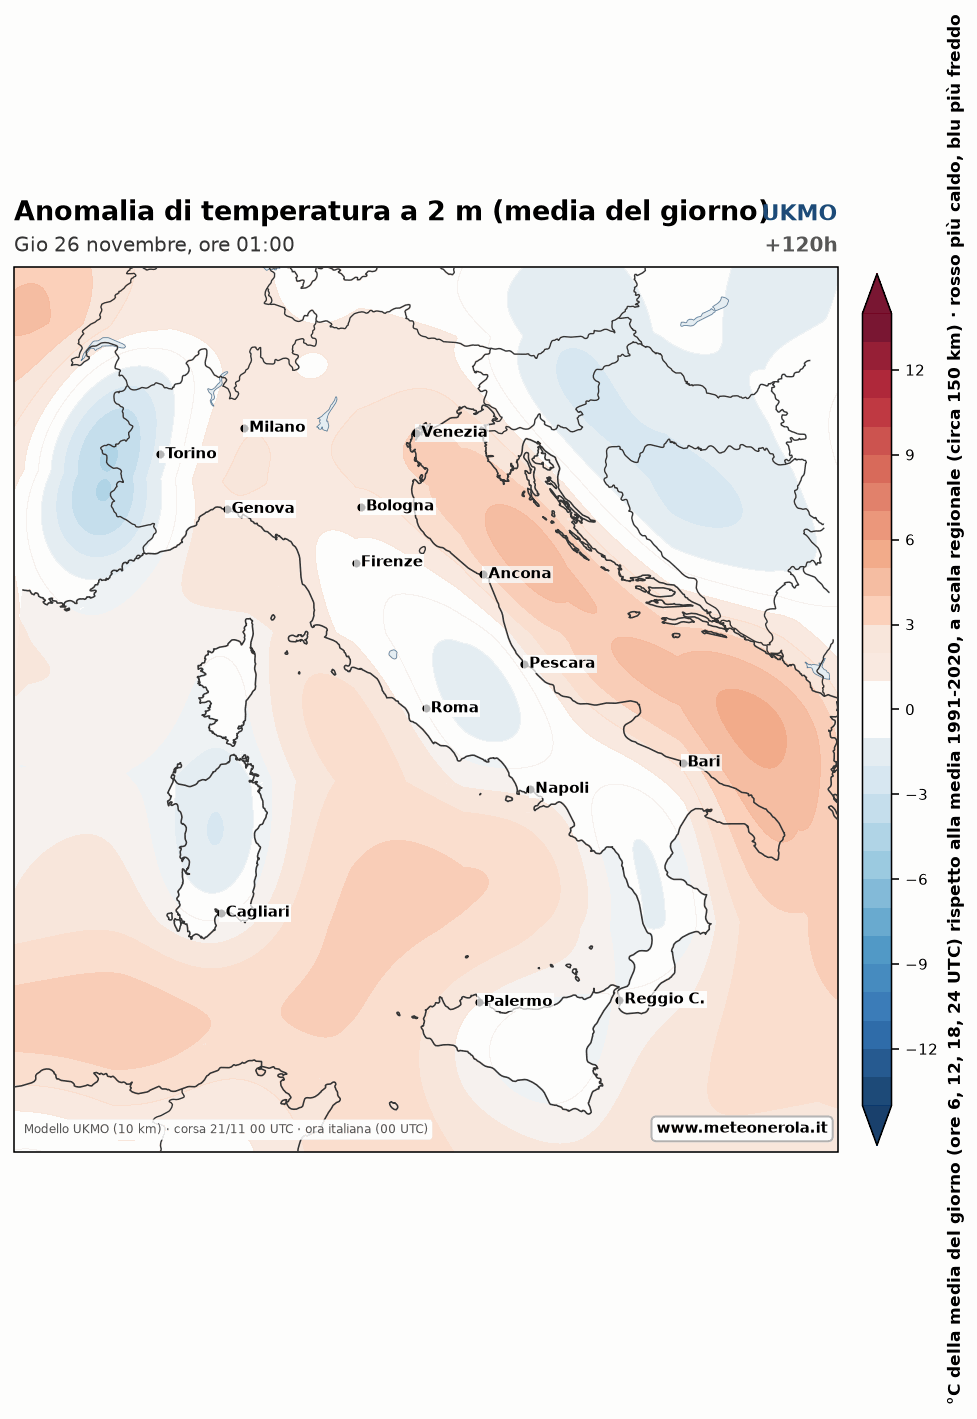 Anomalia di temperatura a 2 m (media del giorno)
UKMO
Gio 26 novembre, ore 01:00
+120h
Milano
Venezia
Torino
Genova
Bologna
Firenze
Ancona
Pescara
Roma
Bari
Napoli
Cagliari
Palermo
Reggio C.
Modello UKMO (10 km) · corsa 21/11 00 UTC · ora italiana (00 UTC)
www.meteonerola.it
12
9
6
3
0
−3
−6
−9
−12
°C della media del giorno (ore 6, 12, 18, 24 UTC) rispetto alla media 1991-2020, a scala regionale (circa 150 km) · rosso più caldo, blu più freddo